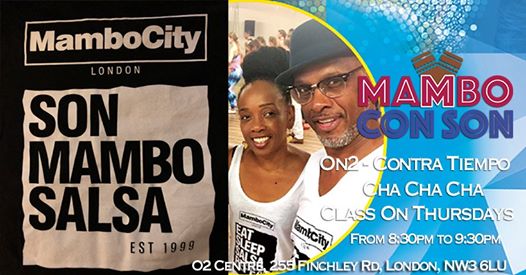 MamboCity
LONDON
SON
MAMBO
SALSA
EST 1999
MamboCity
EAT
SLEEP
SALSA
MamboCity
MAMBO
CON SON
On2 - Contra Tiempo
Cha Cha Cha
Class On Thursdays
From 8:30pm to 9:30pm
O2 Centre, 255 Finchley Rd, London, NW3 6LU